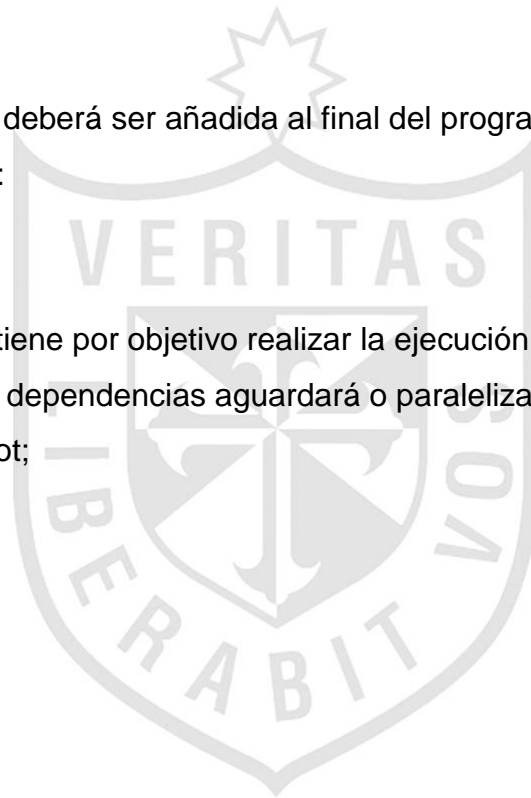 deberá ser añadida al final del progra
:
VERITAS
tiene por objetivo realizar la ejecución
dependencias aguardará o paraleliza
ot;
LIBERABIT VOS